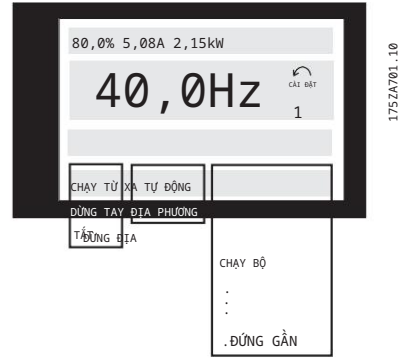 80,0% 5,08A 2,15kW
40,0Hz
CÀI ĐẶT
1
175ZA701.10
CHẠY TỪ XA TỰ ĐỘNG
DỪNG TAY ĐỊA PHƯƠNG
TẮT
DỪNG ĐỊA
CHẠY BỘ
.
.
.
.ĐỨNG GẦN